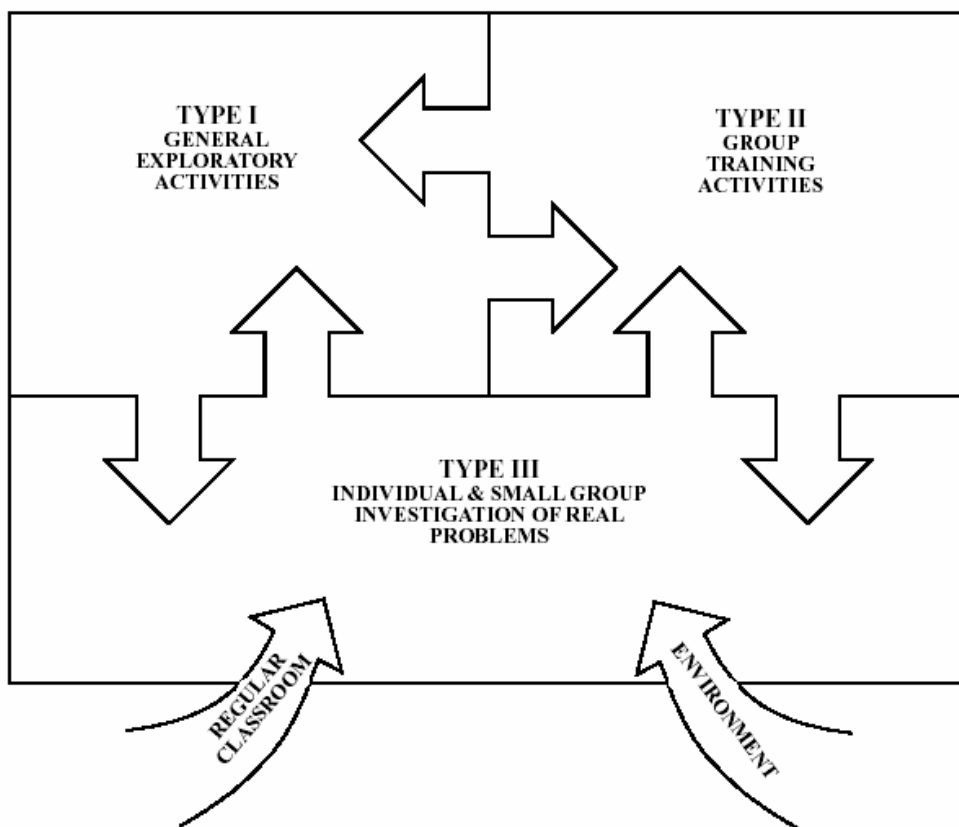 TYPE I
GENERAL
EXPLORATORY
ACTIVITIES
TYPE II
GROUP
TRAINING
ACTIVITIES
TYPE III
INDIVIDUAL & SMALL GROUP
INVESTIGATION OF REAL
PROBLEMS
REGULAR
CLASSROOM
ENVIRONMENT